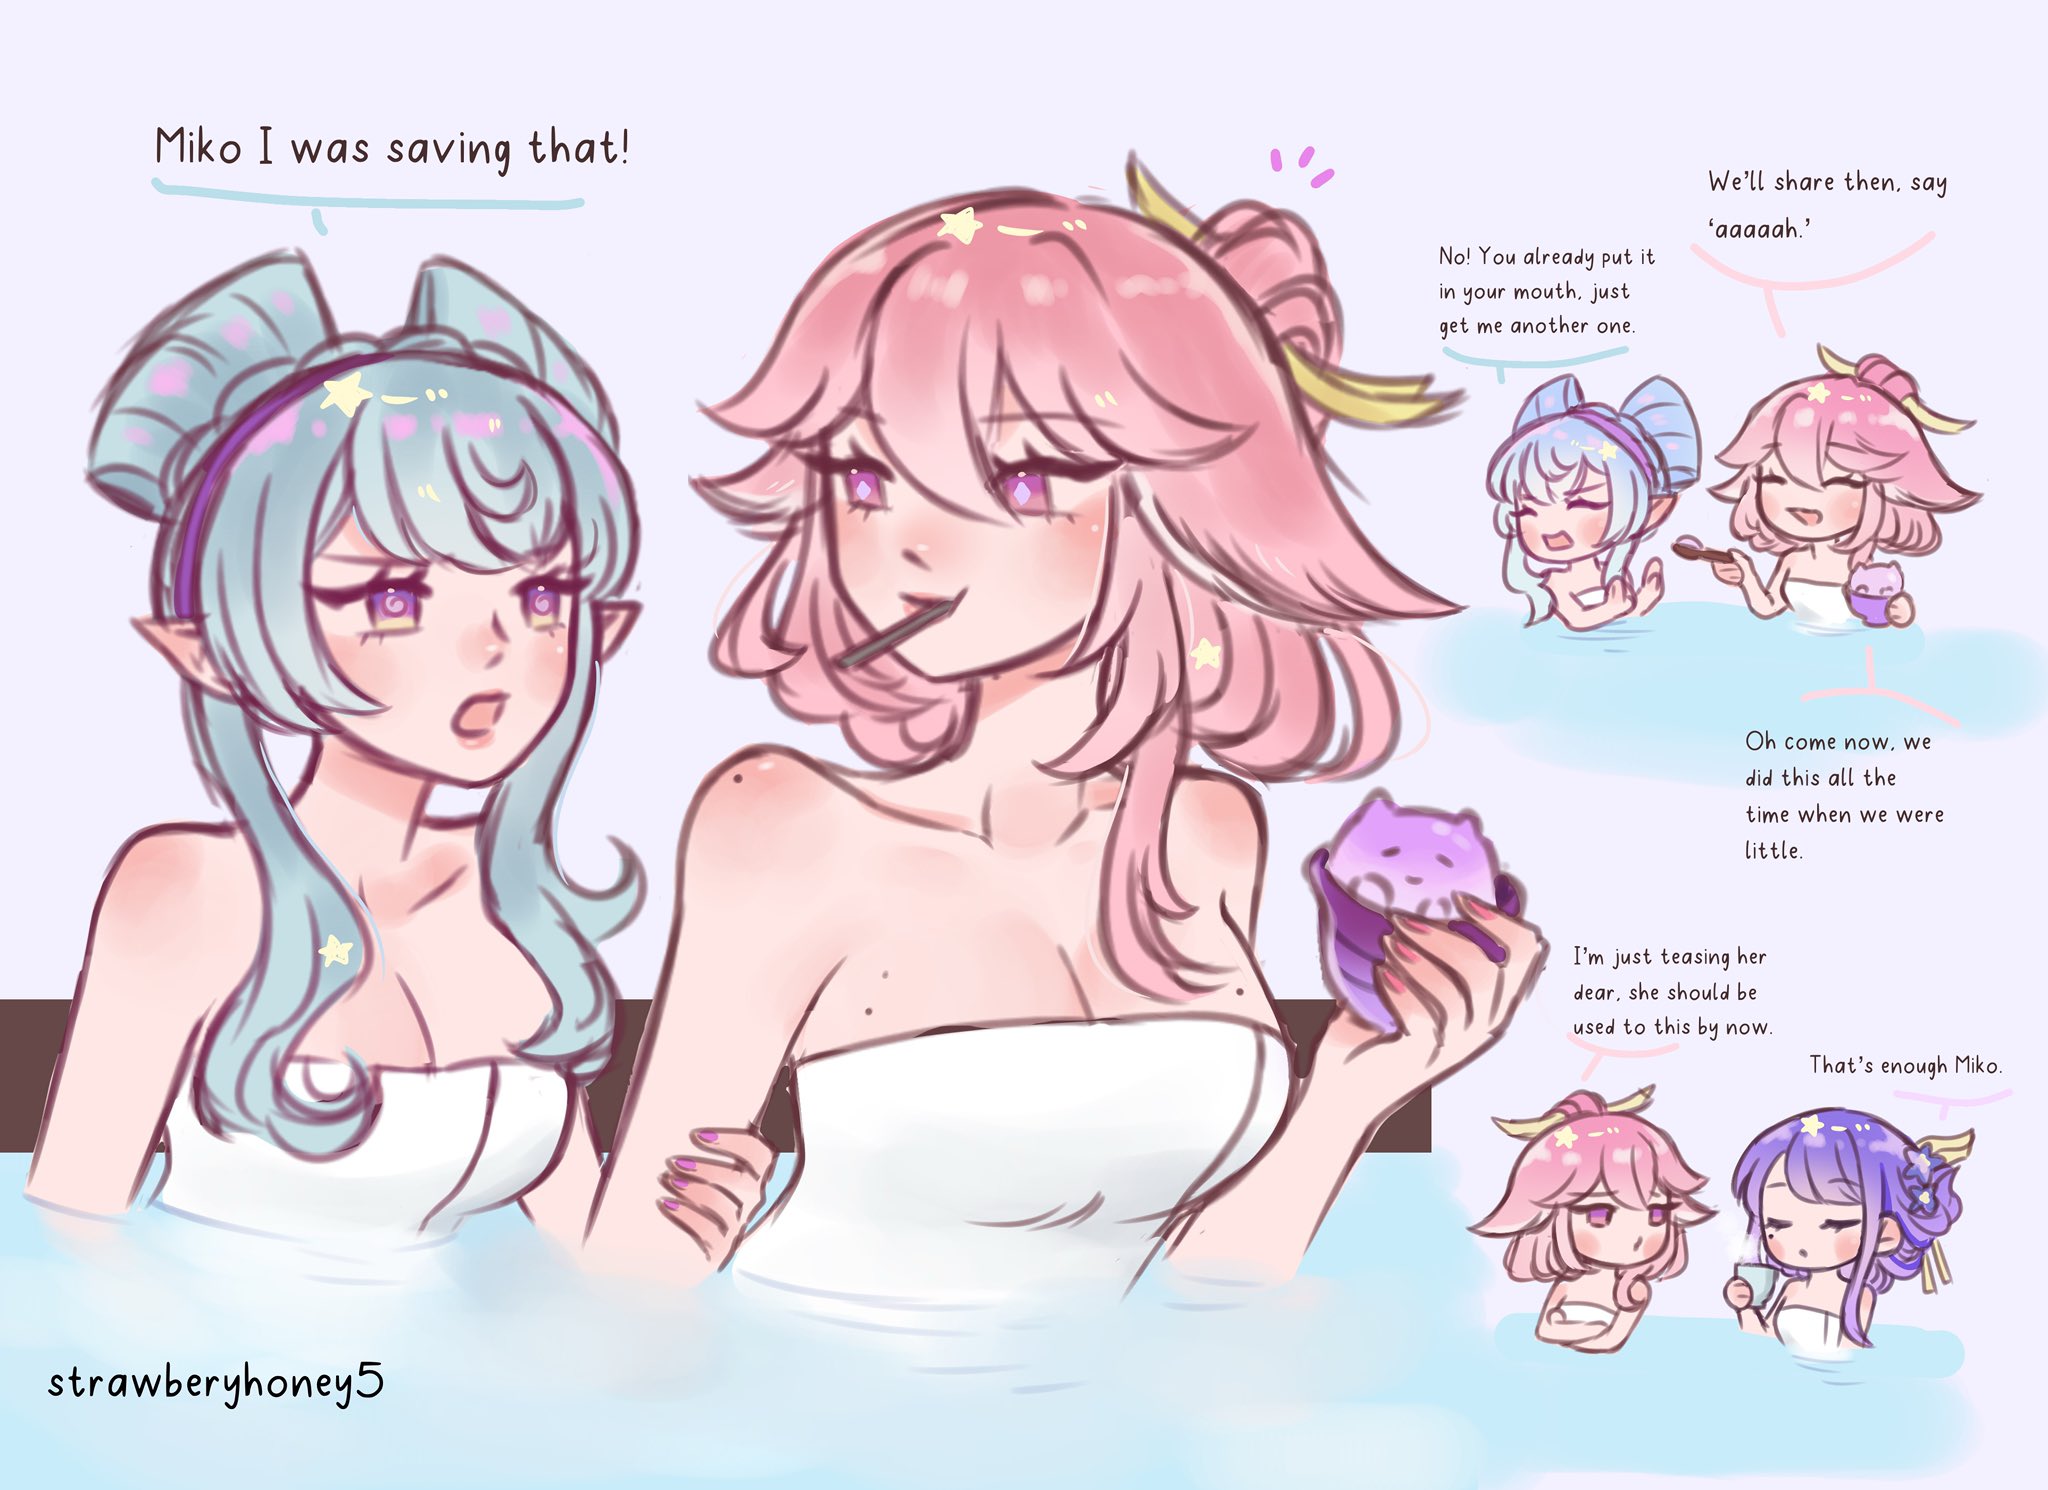 Miko I was saving that!
We'll share then, say
'aaaaah.'
No! You already put it
in your mouth, just
get me another one.
Oh come now, we
did this all the
time when we were
little.
I'm just teasing her
dear, she should be
used to this by now.
That's enough Miko.
strawberyhoney5